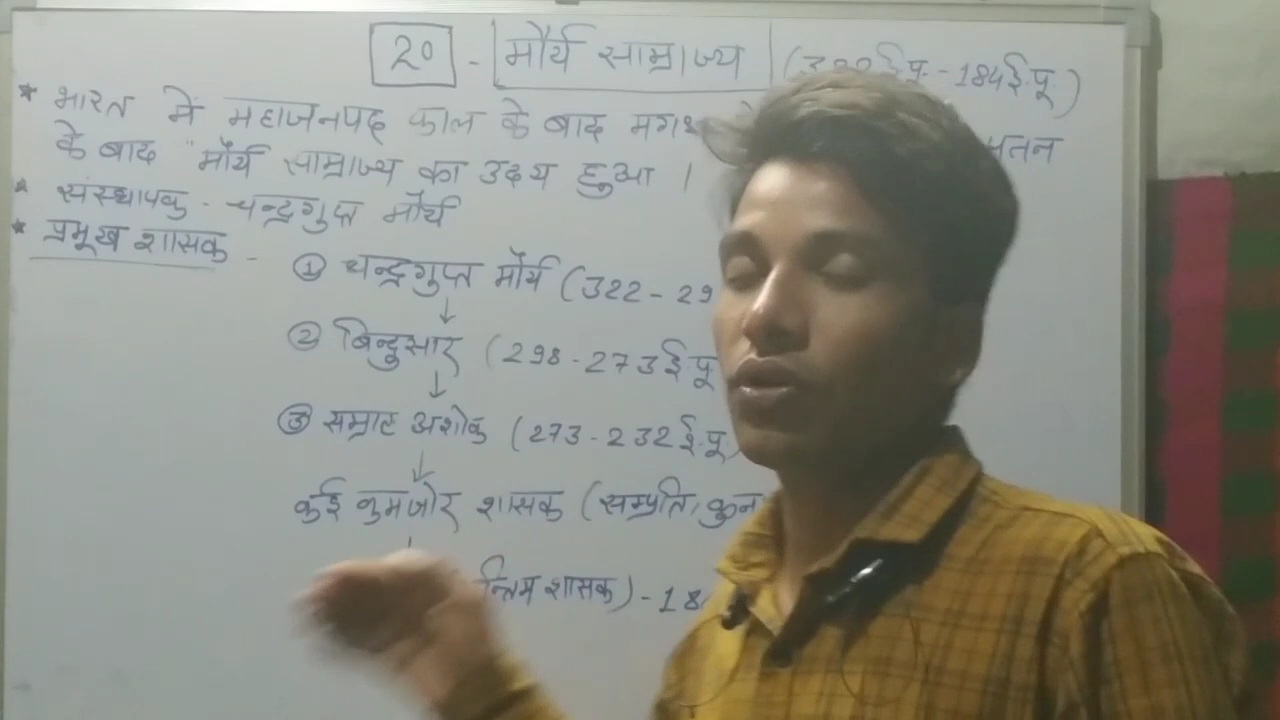 20 - मौर्य साम्राज्य (322 ई.पू. - 184 ई.पू.)
* भारत में महाजनपद काल के बाद मगध पतन
के बाद "मौर्य साम्राज्य का उदय हुआ ।
* संस्थापक - चन्द्रगुप्त मौर्य
* प्रमुख शासक -
① चन्द्रगुप्त मौर्य (322 - 29
↓
② बिन्दुसार (298 - 273 ई.पू
↓
③ सम्राट अशोक (273 - 232 ई.पू.)
↓
कई कमजोर शासक (सम्प्रति, कुन
न्तिम शासक) - 18